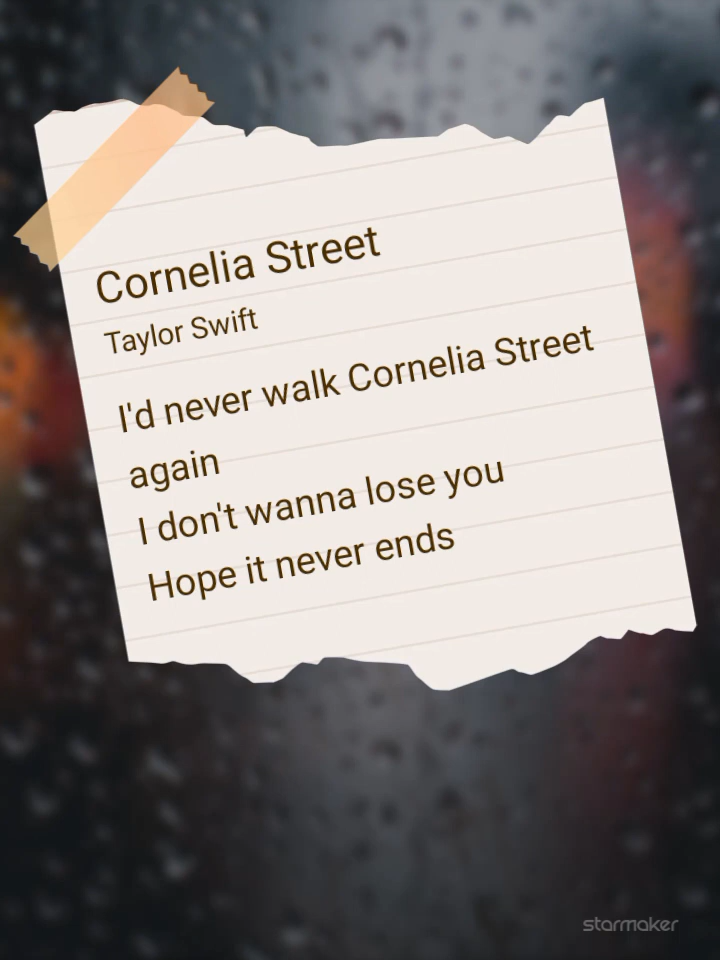 Cornelia Street
Taylor Swift
I'd never walk Cornelia Street
again
I don't wanna lose you
Hope it never ends
starmaker